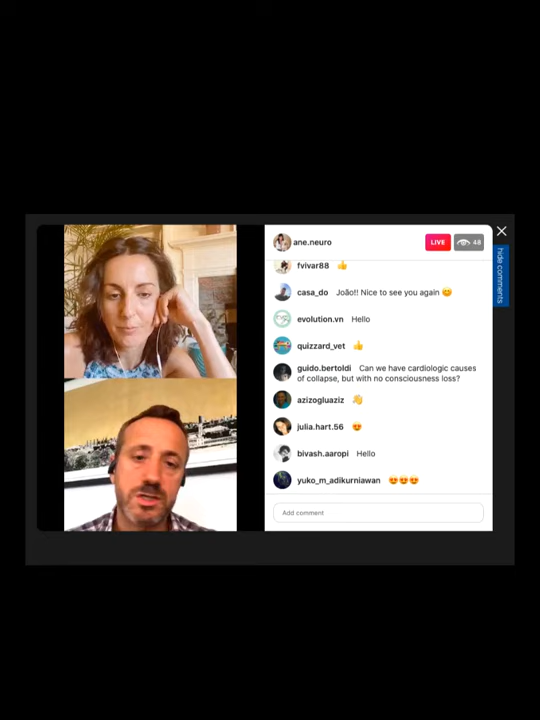 ane.neuro
LIVE
48
hide comments
fvivar88 👍
casa_do João!! Nice to see you again 😊
evolution.vn Hello
quizzard_vet 👍
guido.bertoldi Can we have cardiologic causes
of collapse, but with no consciousness loss?
azizogluaziz 👋
julia.hart.56 😍
bivash.aaropi Hello
yuko_m_adikurniawan 😍😍😍
Add comment